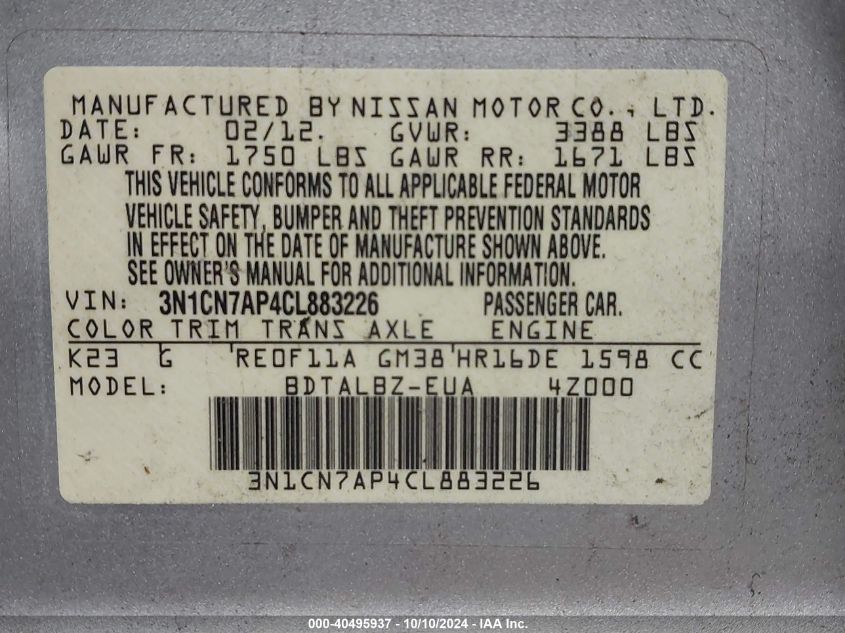 MANUFACTURED BY NISSAN MOTOR CO., LTD.
DATE: 02/12. GVWR: 3388 LBS
GAWR FR: 1750 LBS GAWR RR: 1671 LBS
THIS VEHICLE CONFORMS TO ALL APPLICABLE FEDERAL MOTOR
VEHICLE SAFETY, BUMPER AND THEFT PREVENTION STANDARDS
IN EFFECT ON THE DATE OF MANUFACTURE SHOWN ABOVE.
SEE OWNER'S MANUAL FOR ADDITIONAL INFORMATION.
VIN: 3N1CN7AP4CL883226 PASSENGER CAR.
COLOR TRIM TRANS AXLE ENGINE
K23 G RE0F11A GM38 HR16DE 1598 CC
MODEL: BDTALBZ-EUA 4Z000
3N1CN7AP4CL883226
000-40495937 - 10/10/2024 - IAA Inc.